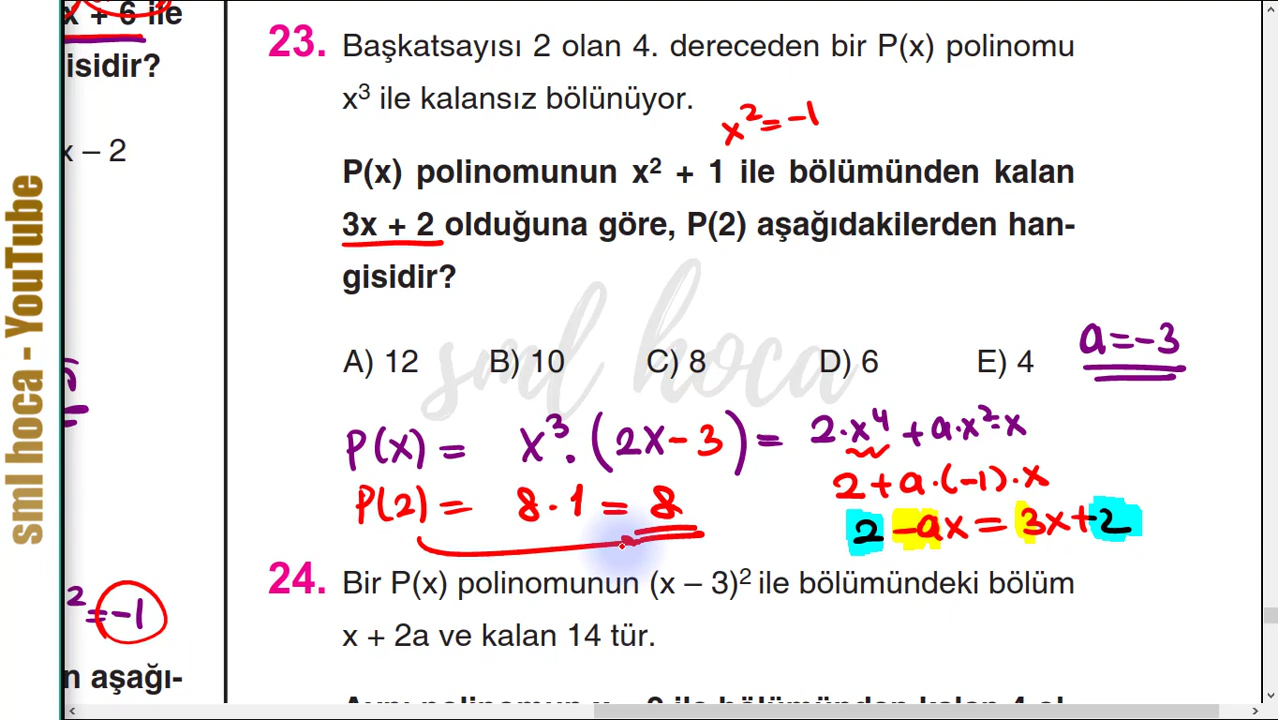 x + 6 ile
isidir?
x – 2
2 = -1
n aşağı-
sml hoca - YouTube
23. Başkatsayısı 2 olan 4. dereceden bir P(x) polinomu
x³ ile kalansız bölünüyor.
x² = -1
P(x) polinomunun x² + 1 ile bölümünden kalan
3x + 2 olduğuna göre, P(2) aşağıdakilerden han-
gisidir?
A) 12 B) 10 C) 8 D) 6 E) 4
a = -3
sml hoca
P(x) = x³ . (2x - 3) = 2·x⁴ + a·x²·x
2 + a·(-1)·x
P(2) = 8 · 1 = 8
2 - ax = 3x + 2
24. Bir P(x) polinomunun (x – 3)² ile bölümündeki bölüm
x + 2a ve kalan 14 tür.